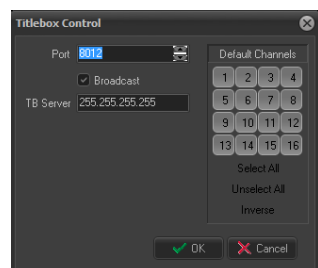 Titlebox Control
Port 8012
Broadcast
TB Server 255.255.255.255
Default Channels
1 2 3 4
5 6 7 8
9 10 11 12
13 14 15 16
Select All
Unselect All
Inverse
OK Cancel